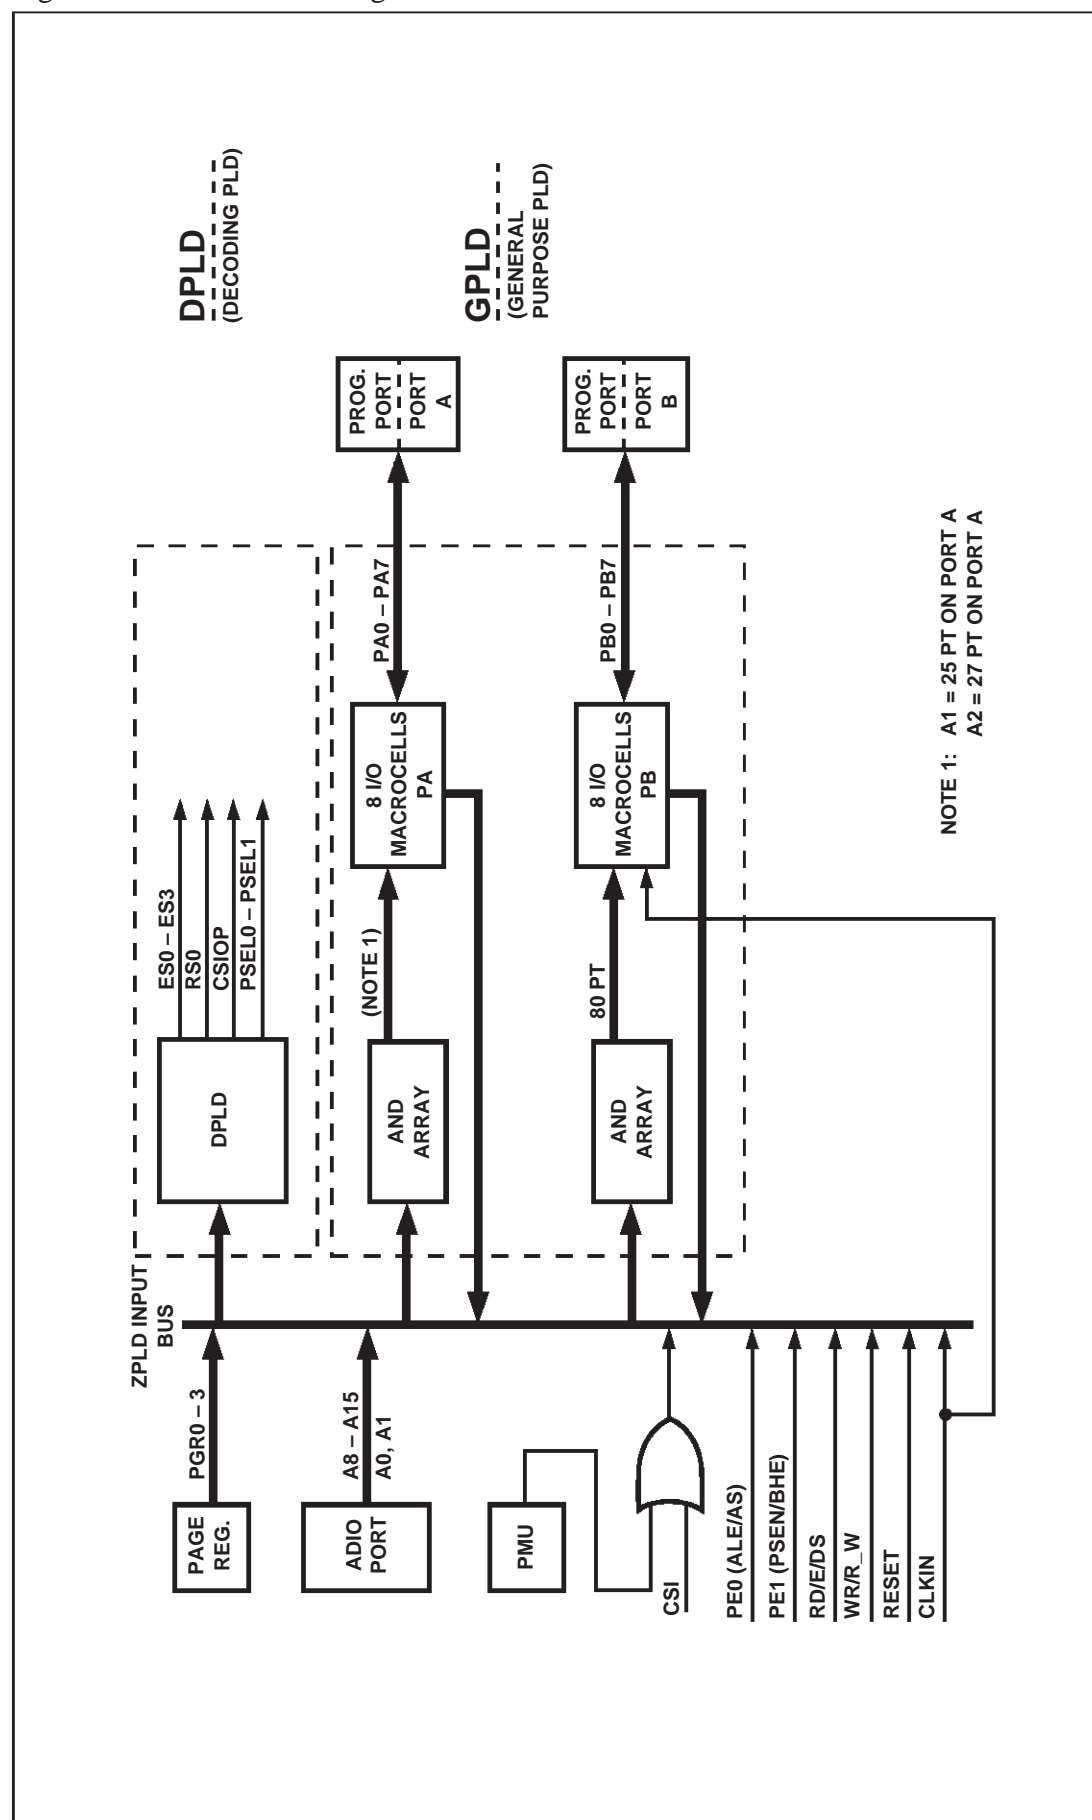 DPLD
(DECODING PLD)
GPLD
(GENERAL
PURPOSE PLD)
ZPLD INPUT
BUS
PAGE
REG.
PGR0 – 3
DPLD
ES0 – ES3
RS0
CSIOP
PSEL0 – PSEL1
ADIO
PORT
A8 – A15
A0, A1
AND
ARRAY
(NOTE 1)
8 I/O
MACROCELLS
PA
PA0 – PA7
PROG.
PORT
PORT
A
PMU
CSI
AND
ARRAY
80 PT
8 I/O
MACROCELLS
PB
PB0 – PB7
PROG.
PORT
PORT
B
PE0 (ALE/AS)
PE1 (PSEN/BHE)
RD/E/DS
WR/R_W
RESET
CLKIN
NOTE 1: A1 = 25 PT ON PORT A
A2 = 27 PT ON PORT A